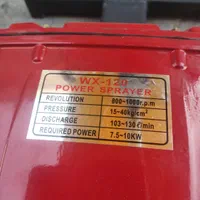 WX-120
POWER SPRAYER
REVOLUTION 800-1000r.p.m
PRESSURE 15-40kg/cm²
DISCHARGE 103-130ℓ/min
REQUIRED POWER 7.5-10KW